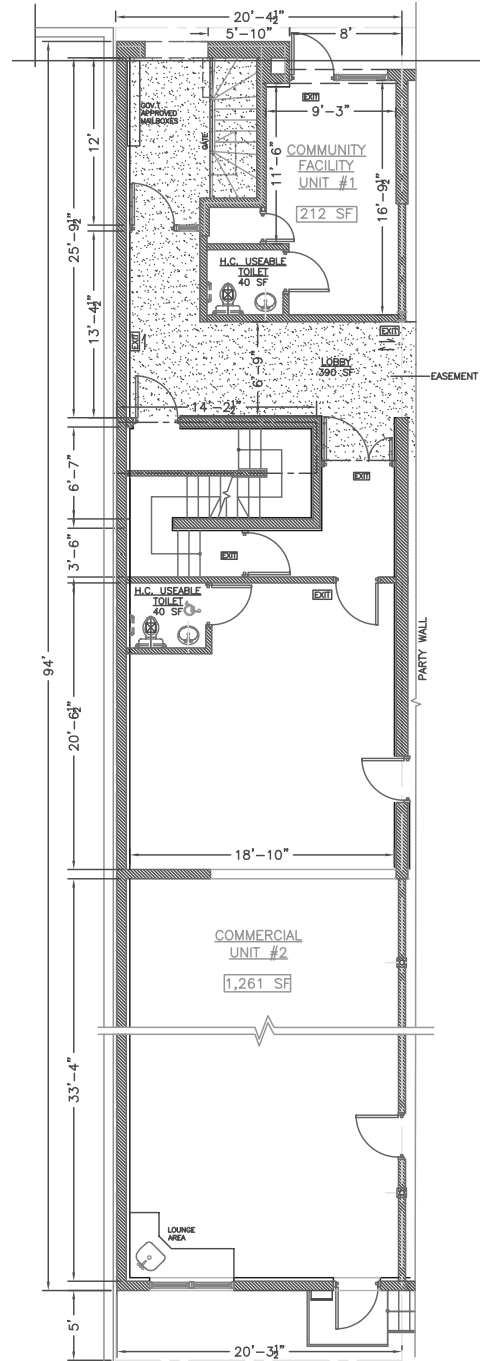 20'-4½"
5'-10"
8'
GOV.T
APPROVED
MAILBOXES
GATE
EXIT
9'-3"
12'
11'-6"
COMMUNITY
FACILITY
UNIT #1
212 SF
16'-9½"
25'-9½"
H.C. USEABLE
TOILET
40 SF
13'-4½"
EXIT
EXIT
6'-9"
LOBBY
390 SF
EASEMENT
14'-2½"
6'-7"
EXIT
3'-6"
EXIT
H.C. USEABLE
TOILET
40 SF
EXIT
PARTY WALL
94'
20'-6½"
18'-10"
COMMERCIAL
UNIT #2
1,261 SF
33'-4"
LOUNGE
AREA
5'
20'-3½"